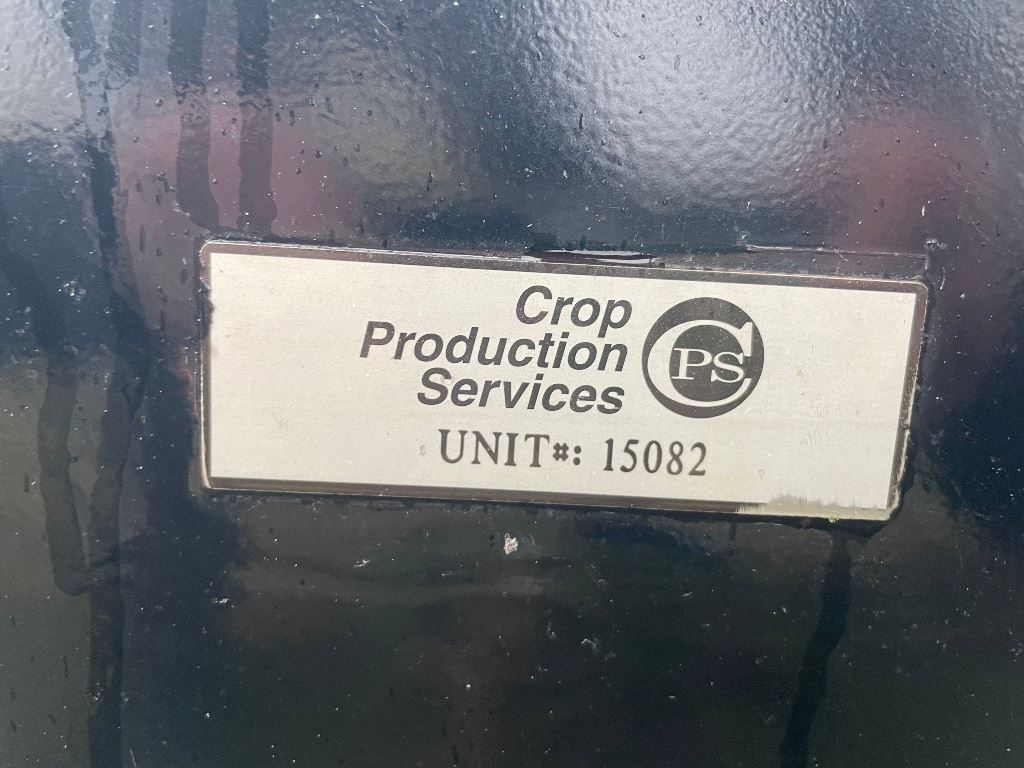 Crop
Production
Services
CPS
UNIT#: 15082